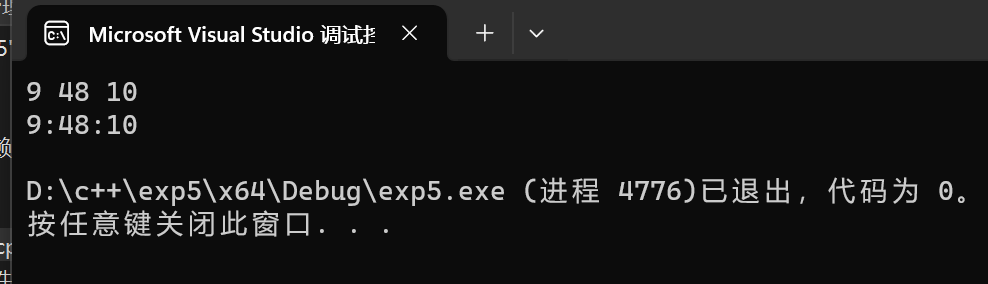 Microsoft Visual Studio 调试
9 48 10
9:48:10
D:\c++\exp5\x64\Debug\exp5.exe (进程 4776)已退出，代码为 0。
按任意键关闭此窗口. . .